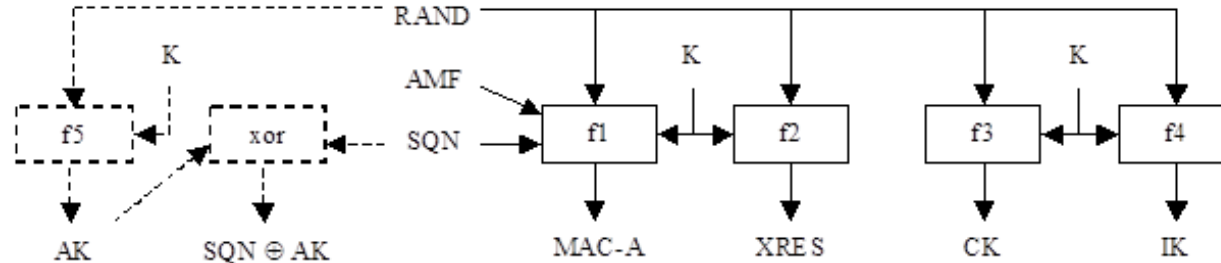 RAND
K
AMF
K
K
f5
xor
SQN
f1
f2
f3
f4
AK
SQN ⊕ AK
MAC-A
XRES
CK
IK